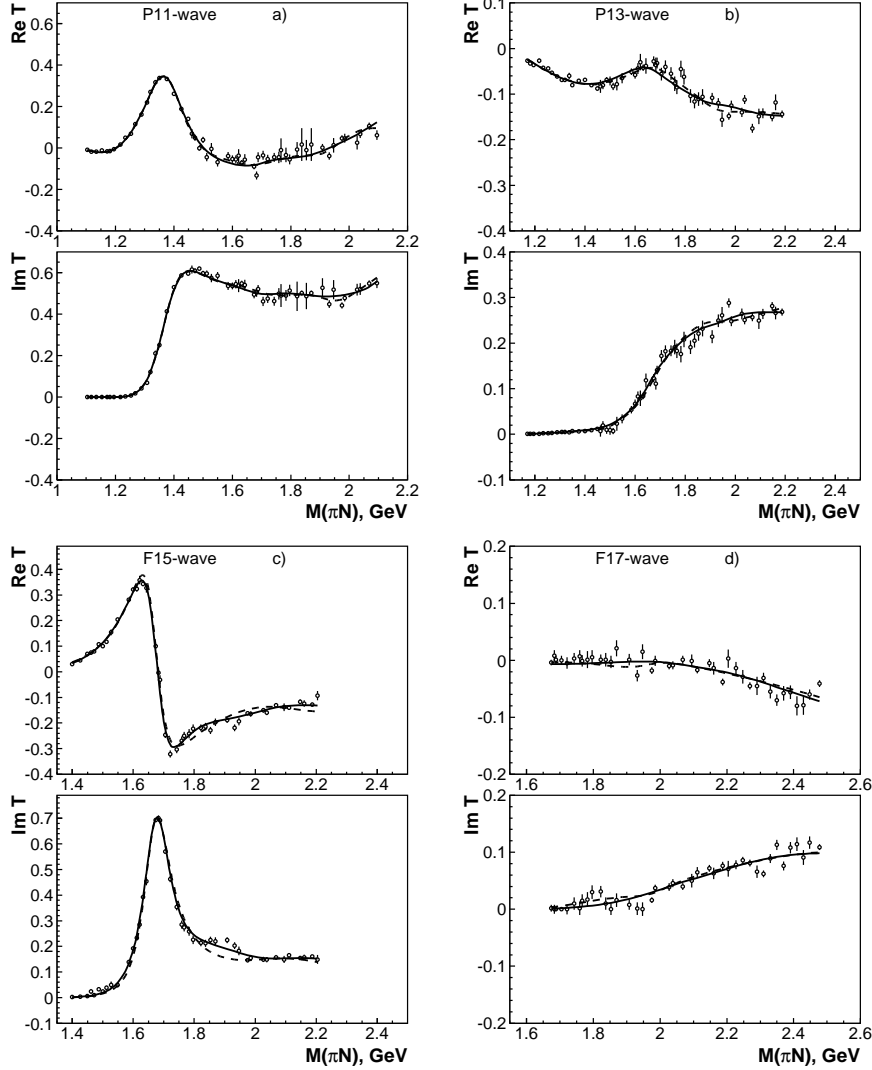 Re T
P11-wave a)
0.6
0.4
0.2
0
-0.2
-0.4
1 1.2 1.4 1.6 1.8 2 2.2
Im T
0.6
0.4
0.2
0
-0.2
-0.4
1 1.2 1.4 1.6 1.8 2 2.2
M(πN), GeV
Re T
P13-wave b)
0
-0.1
-0.2
-0.3
-0.4
1.2 1.4 1.6 1.8 2 2.2 2.4
Im T
0.4
0.3
0.2
0.1
0
-0.1
1.2 1.4 1.6 1.8 2 2.2 2.4
M(πN), GeV
Re T
F15-wave c)
0.4
0.3
0.2
0.1
0
-0.1
-0.2
-0.3
-0.4
1.4 1.6 1.8 2 2.2 2.4
Im T
0.7
0.6
0.5
0.4
0.3
0.2
0.1
0
-0.1
1.4 1.6 1.8 2 2.2 2.4
M(πN), GeV
Re T
F17-wave d)
0.2
0.1
0
-0.1
-0.2
1.6 1.8 2 2.2 2.4 2.6
Im T
0.2
0.1
0
-0.1
-0.2
1.6 1.8 2 2.2 2.4 2.6
M(πN), GeV